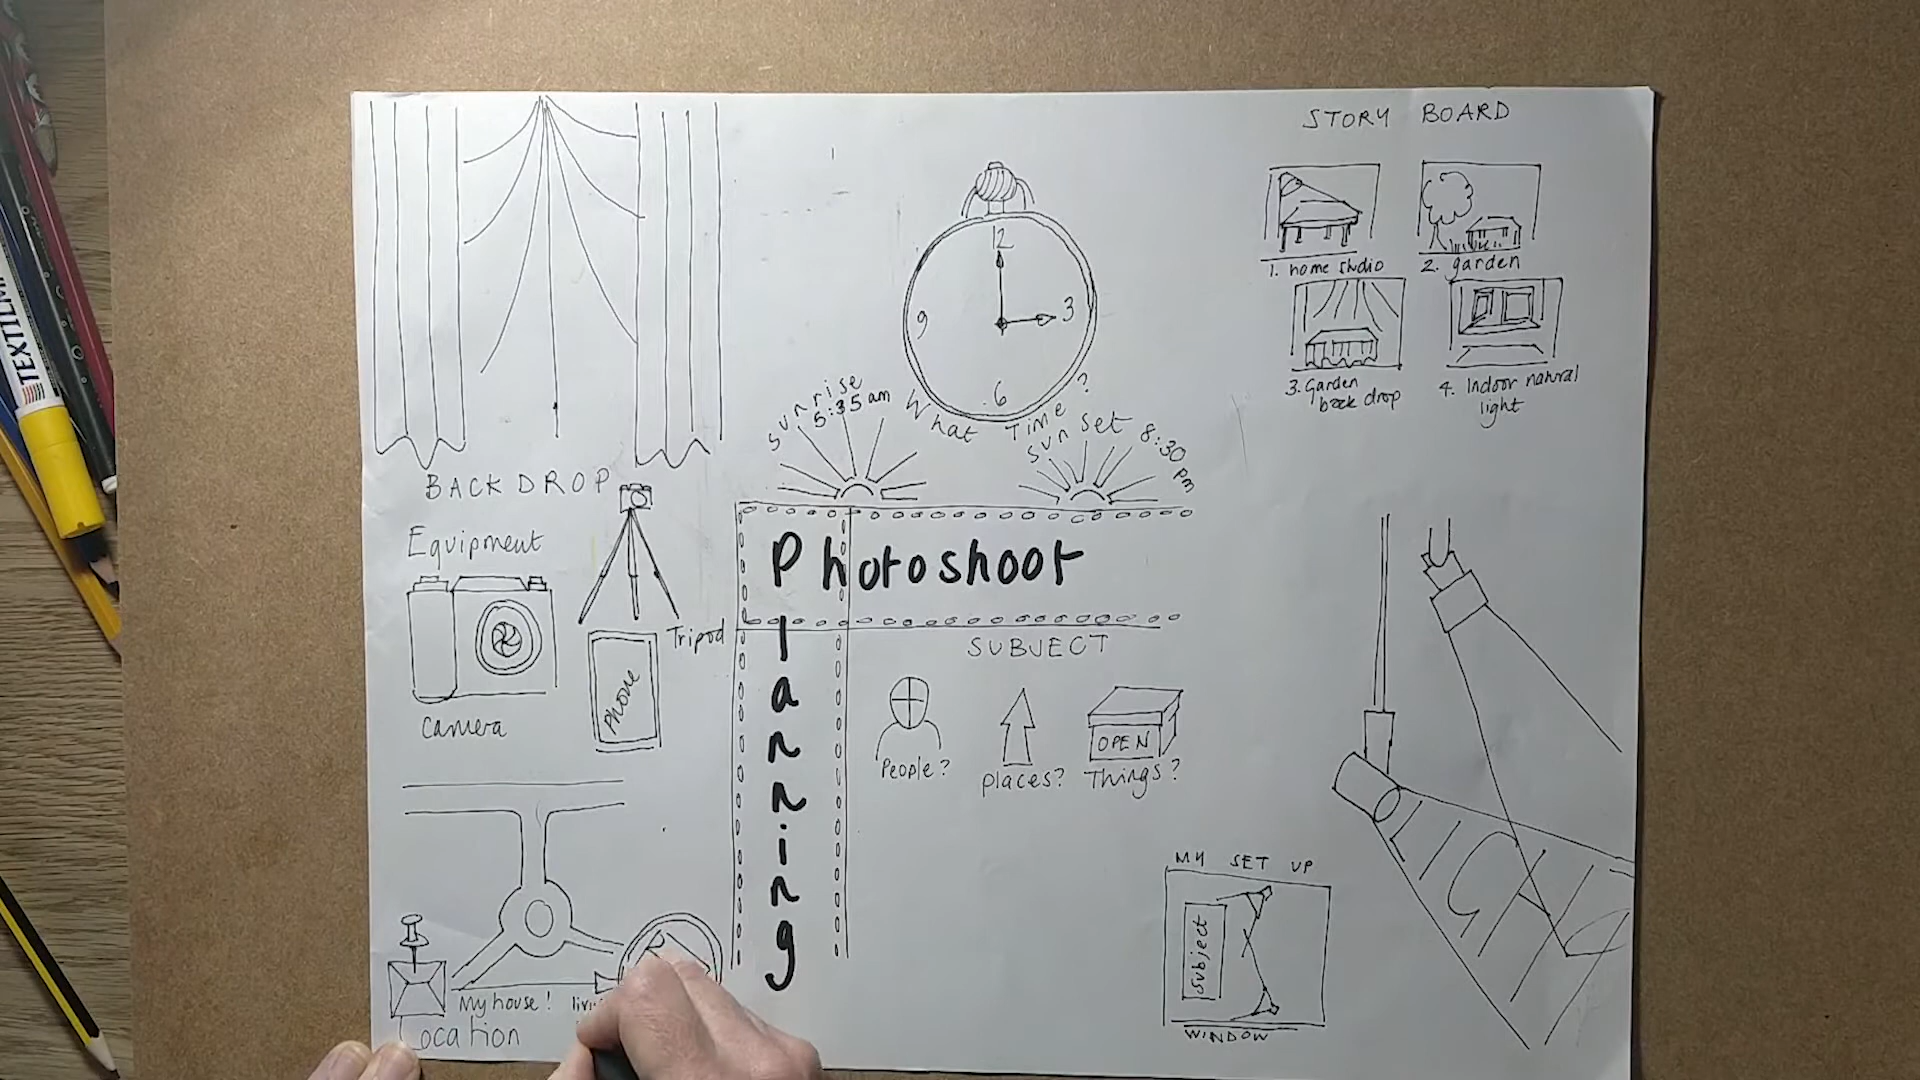 STORY BOARD
1. home studio
2. garden
3. Garden back drop
4. Indoor natural light
12
3
6
9
What Time?
Sunrise
5:35 am
Sun Set 8:30 pm
BACKDROP
Equipment
Camera
Tripod
Phone
Photoshoot
Planning
SUBJECT
People?
places?
OPEN
Things?
LIGHT
MY SET UP
Subject
WINDOW
My house!
Location